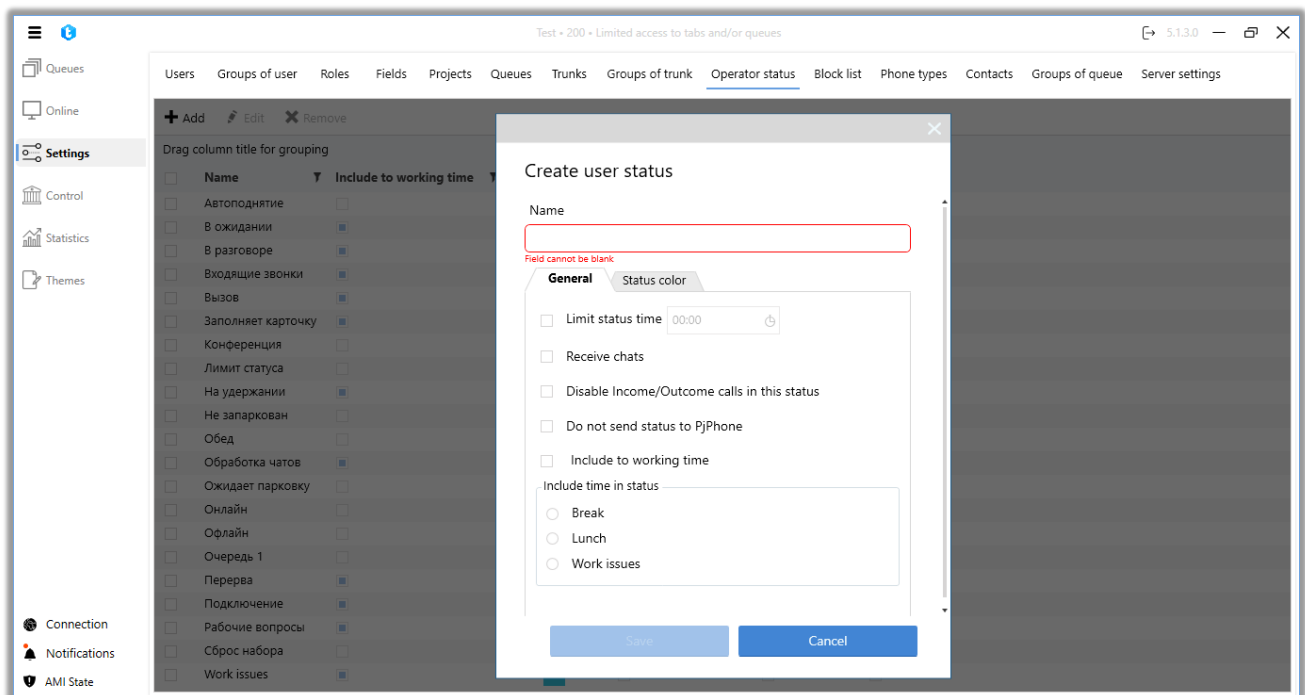 Test • 200 • Limited access to tabs and/or queues
5.1.3.0
Queues
Online
Settings
Control
Statistics
Themes
Connection
Notifications
AMI State
Users Groups of user Roles Fields Projects Queues Trunks Groups of trunk Operator status Block list Phone types Contacts Groups of queue Server settings
Add Edit Remove
Drag column title for grouping
Name Include to working time
Автоподнятие
В ожидании
В разговоре
Входящие звонки
Вызов
Заполняет карточку
Конференция
Лимит статуса
На удержании
Не запаркован
Обед
Обработка чатов
Ожидает парковку
Онлайн
Офлайн
Очередь 1
Перерва
Подключение
Рабочие вопросы
Сброс набора
Work issues
Create user status
Name
Field cannot be blank
General Status color
Limit status time 00:00
Receive chats
Disable Income/Outcome calls in this status
Do not send status to PjPhone
Include to working time
Include time in status
Break
Lunch
Work issues
Save Cancel